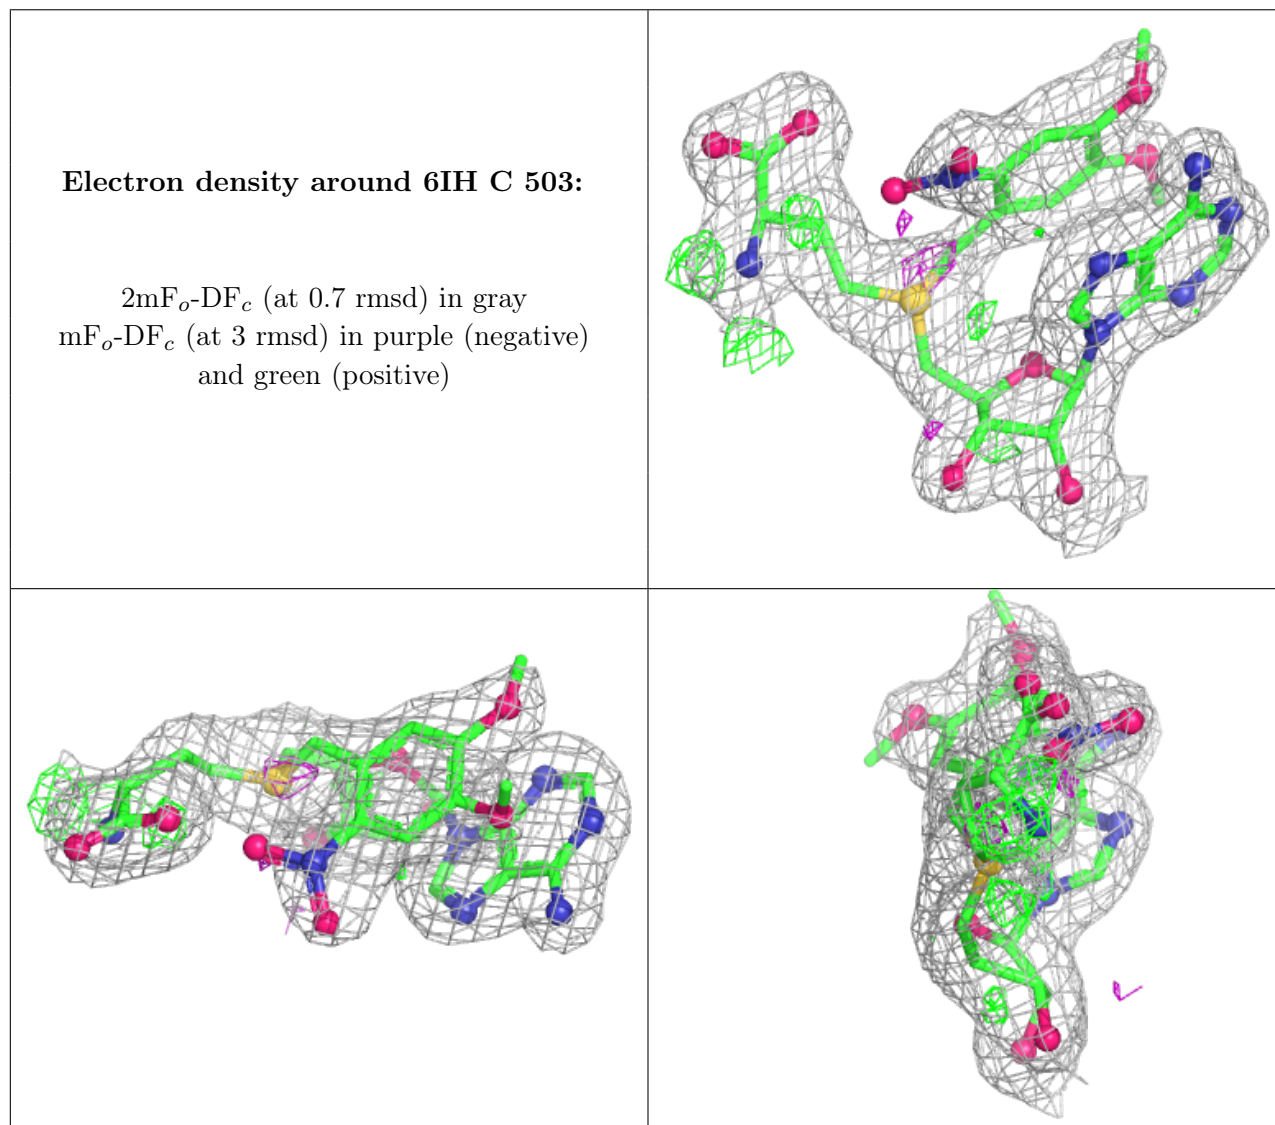 Electron density around 6IH C 503:
2mFₒ-DF𝒸 (at 0.7 rmsd) in gray
mFₒ-DF𝒸 (at 3 rmsd) in purple (negative)
and green (positive)